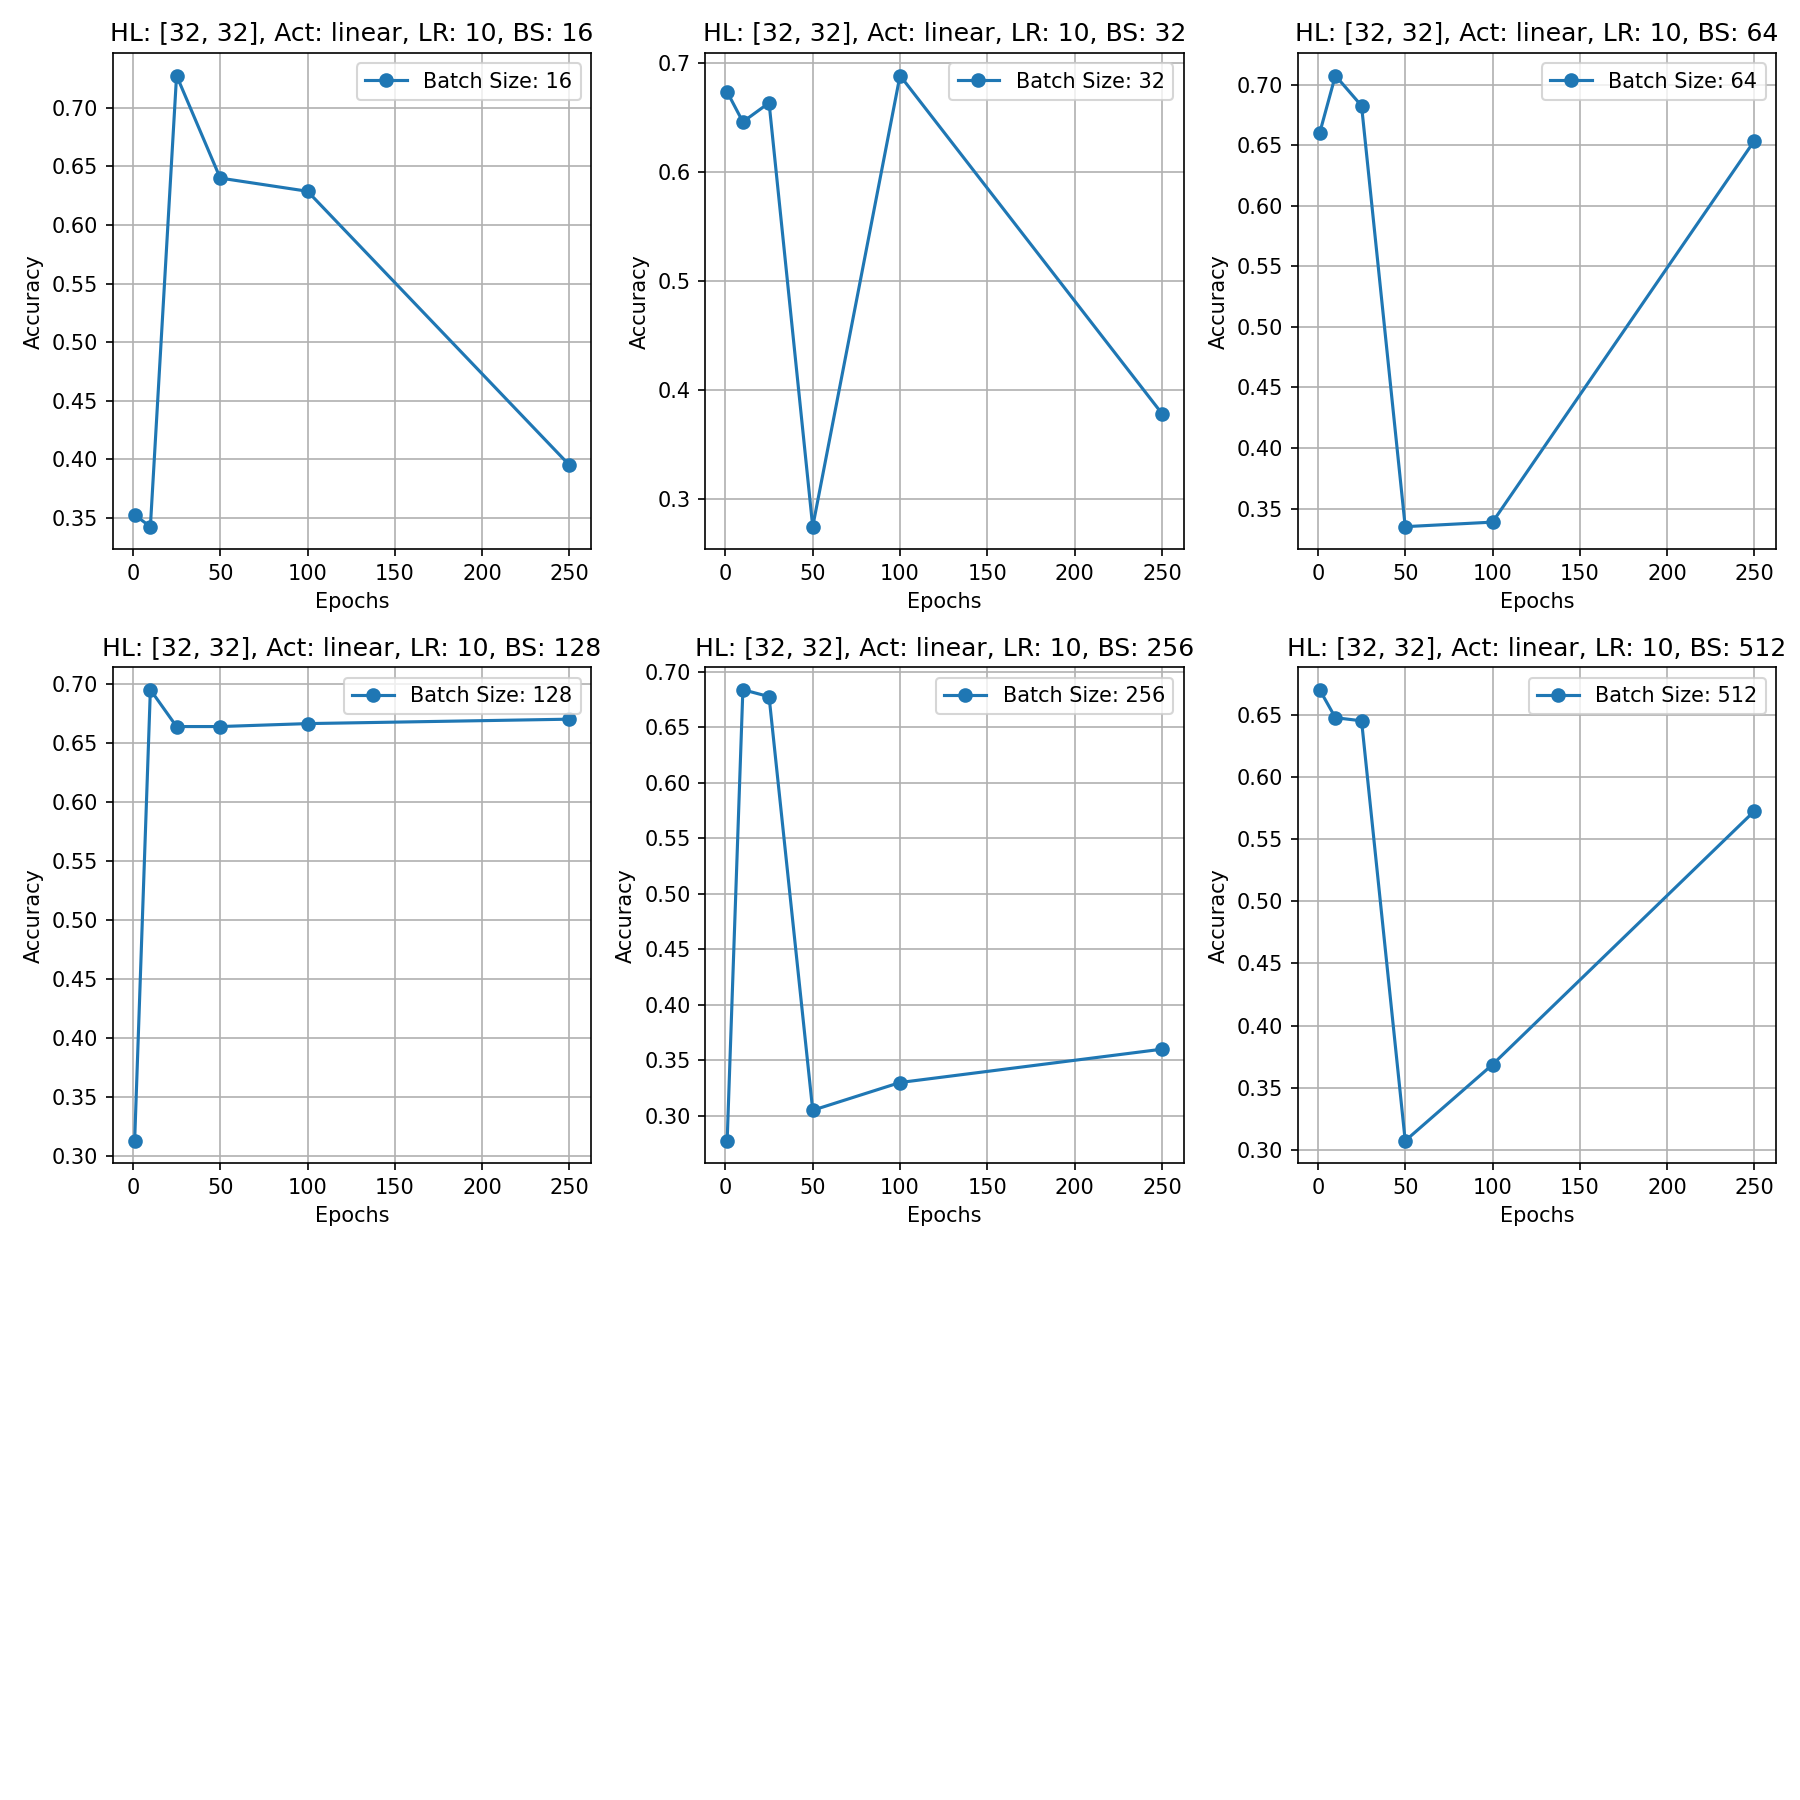 HL: [32, 32], Act: linear, LR: 10, BS: 16
Batch Size: 16
Accuracy
0.70
0.65
0.60
0.55
0.50
0.45
0.40
0.35
0 50 100 150 200 250
Epochs
HL: [32, 32], Act: linear, LR: 10, BS: 32
Batch Size: 32
Accuracy
0.7
0.6
0.5
0.4
0.3
0 50 100 150 200 250
Epochs
HL: [32, 32], Act: linear, LR: 10, BS: 64
Batch Size: 64
Accuracy
0.70
0.65
0.60
0.55
0.50
0.45
0.40
0.35
0 50 100 150 200 250
Epochs
HL: [32, 32], Act: linear, LR: 10, BS: 128
Batch Size: 128
Accuracy
0.70
0.65
0.60
0.55
0.50
0.45
0.40
0.35
0.30
0 50 100 150 200 250
Epochs
HL: [32, 32], Act: linear, LR: 10, BS: 256
Batch Size: 256
Accuracy
0.70
0.65
0.60
0.55
0.50
0.45
0.40
0.35
0.30
0 50 100 150 200 250
Epochs
HL: [32, 32], Act: linear, LR: 10, BS: 512
Batch Size: 512
Accuracy
0.65
0.60
0.55
0.50
0.45
0.40
0.35
0.30
0 50 100 150 200 250
Epochs